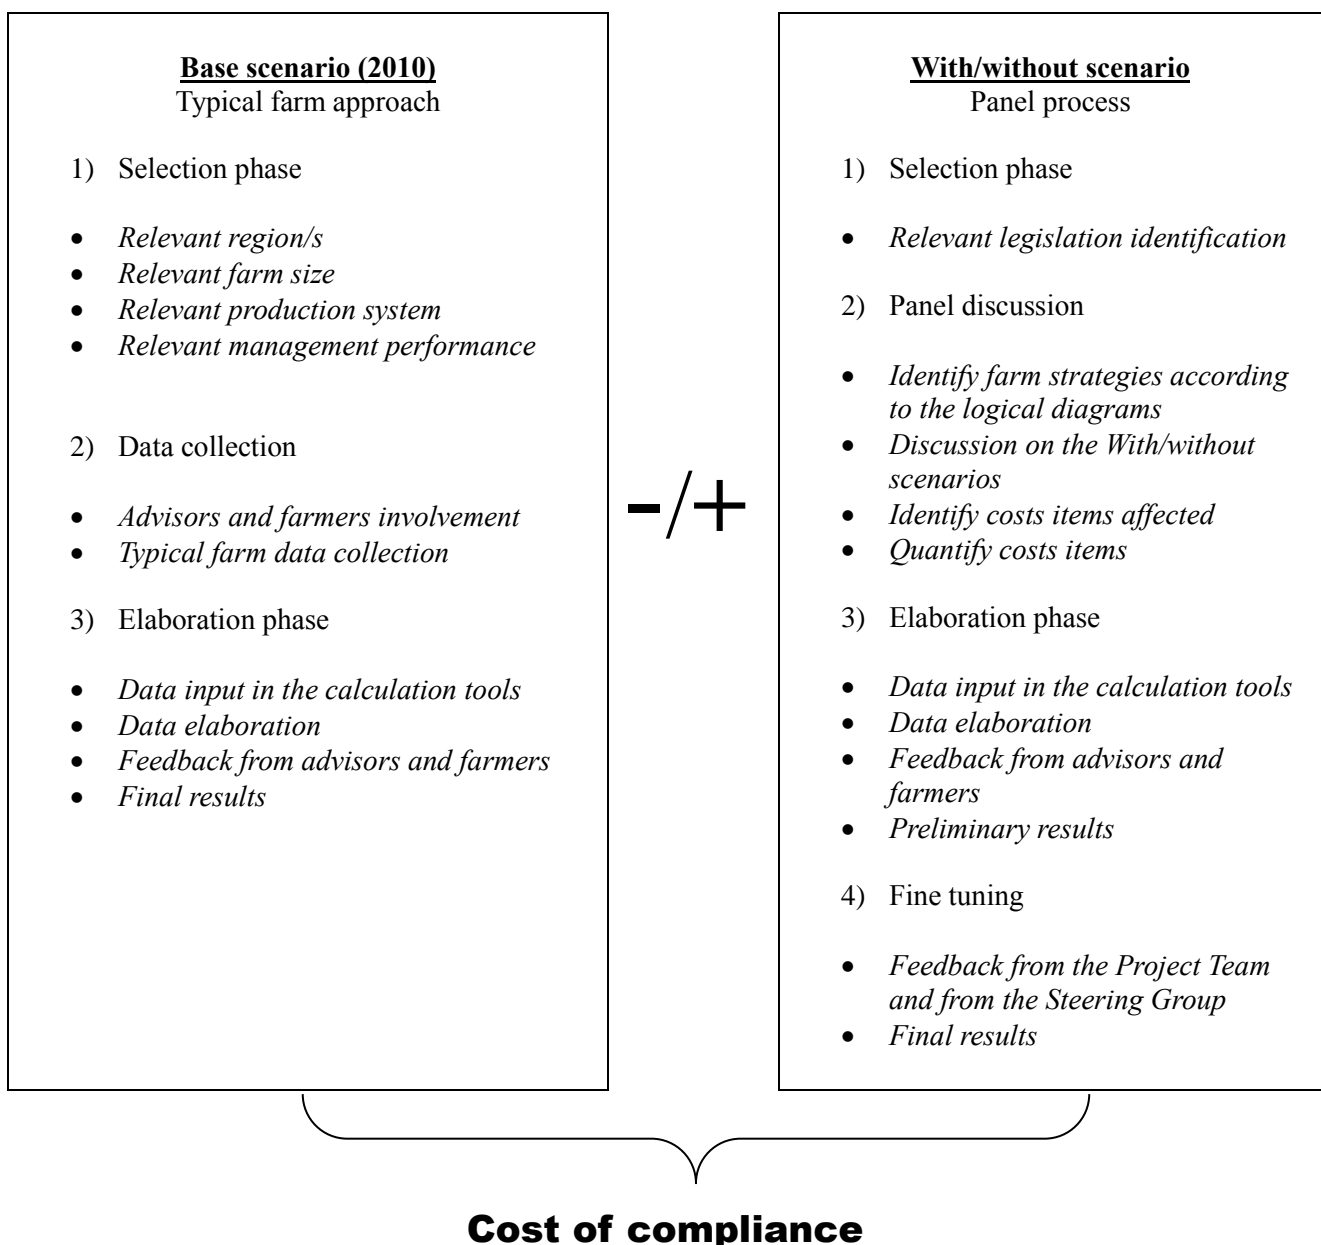 Base scenario (2010)
Typical farm approach
1) Selection phase
• Relevant region/s
• Relevant farm size
• Relevant production system
• Relevant management performance
2) Data collection
• Advisors and farmers involvement
• Typical farm data collection
3) Elaboration phase
• Data input in the calculation tools
• Data elaboration
• Feedback from advisors and farmers
• Final results
-/+
With/without scenario
Panel process
1) Selection phase
• Relevant legislation identification
2) Panel discussion
• Identify farm strategies according
to the logical diagrams
• Discussion on the With/without
scenarios
• Identify costs items affected
• Quantify costs items
3) Elaboration phase
• Data input in the calculation tools
• Data elaboration
• Feedback from advisors and
farmers
• Preliminary results
4) Fine tuning
• Feedback from the Project Team
and from the Steering Group
• Final results
Cost of compliance